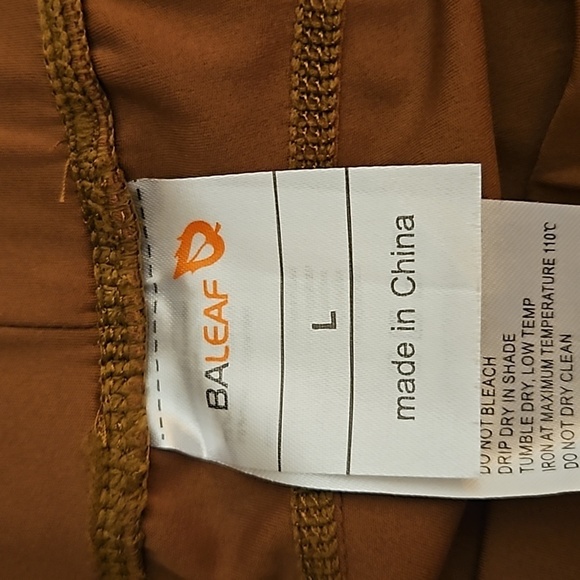 BALEAF
L
made in China
DO NOT BLEACH
DRIP DRY IN SHADE
TUMBLE DRY, LOW TEMP
IRON AT MAXIMUM TEMPERATURE 110℃
DO NOT DRY CLEAN